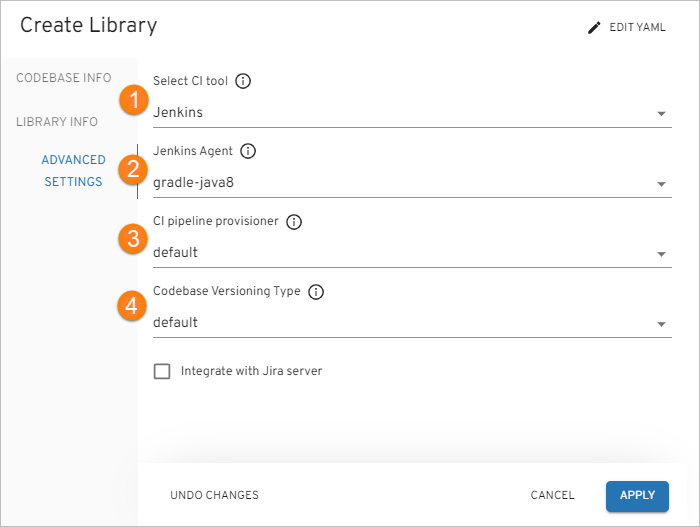 Create Library
EDIT YAML
CODEBASE INFO
LIBRARY INFO
ADVANCED
SETTINGS
1
Select CI tool
Jenkins
2
Jenkins Agent
gradle-java8
3
CI pipeline provisioner
default
4
Codebase Versioning Type
default
Integrate with Jira server
UNDO CHANGES
CANCEL
APPLY